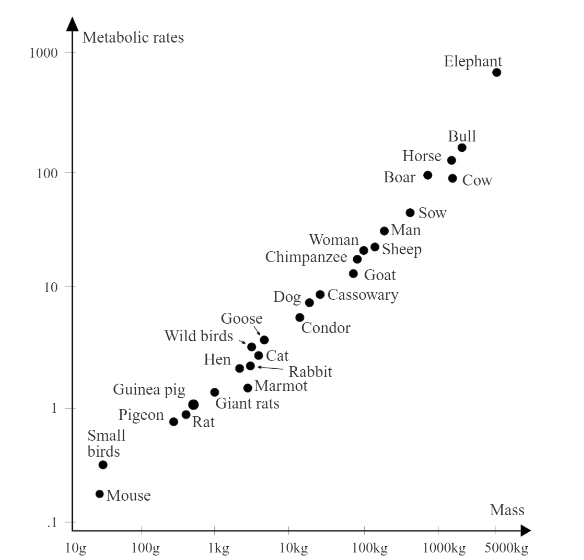 Metabolic rates
1000
Elephant
Bull
Horse
100
Boar
Cow
Sow
Man
Woman
Sheep
Chimpanzee
Goat
10
Dog
Cassowary
Goose
Condor
Wild birds
Cat
Hen
Rabbit
Marmot
Guinea pig
Giant rats
1
Pigeon
Rat
Small
birds
Mouse
Mass
.1
10g
100g
1kg
10kg
100kg
1000kg
5000kg